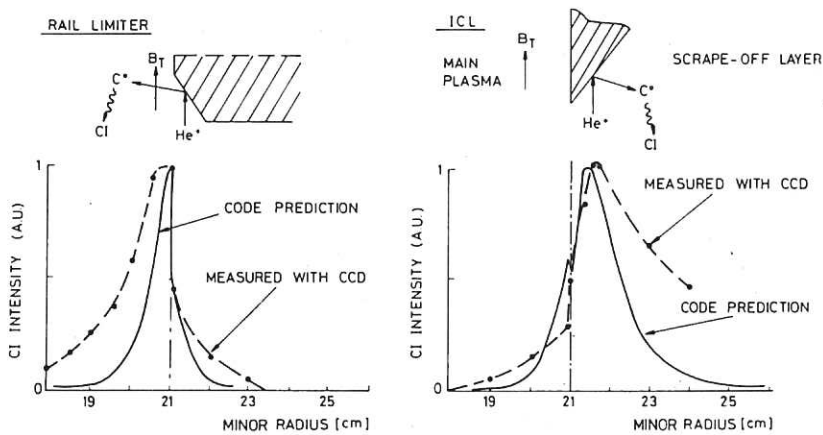 RAIL LIMITER
B_T
C*
CI
He⁺
1
CODE PREDICTION
MEASURED WITH CCD
CI INTENSITY (A.U.)
0
19 21 23 25
MINOR RADIUS [cm]
ICL
MAIN PLASMA
B_T
SCRAPE-OFF LAYER
C*
He⁺
CI
1
MEASURED WITH CCD
CODE PREDICTION
CI INTENSITY (A.U.)
0
19 21 23 25
MINOR RADIUS [cm]